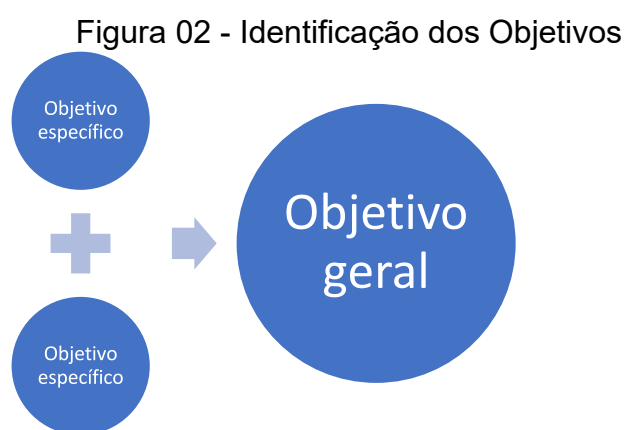 Figura 02 - Identificação dos Objetivos
Objetivo
específico
Objetivo
geral
Objetivo
específico